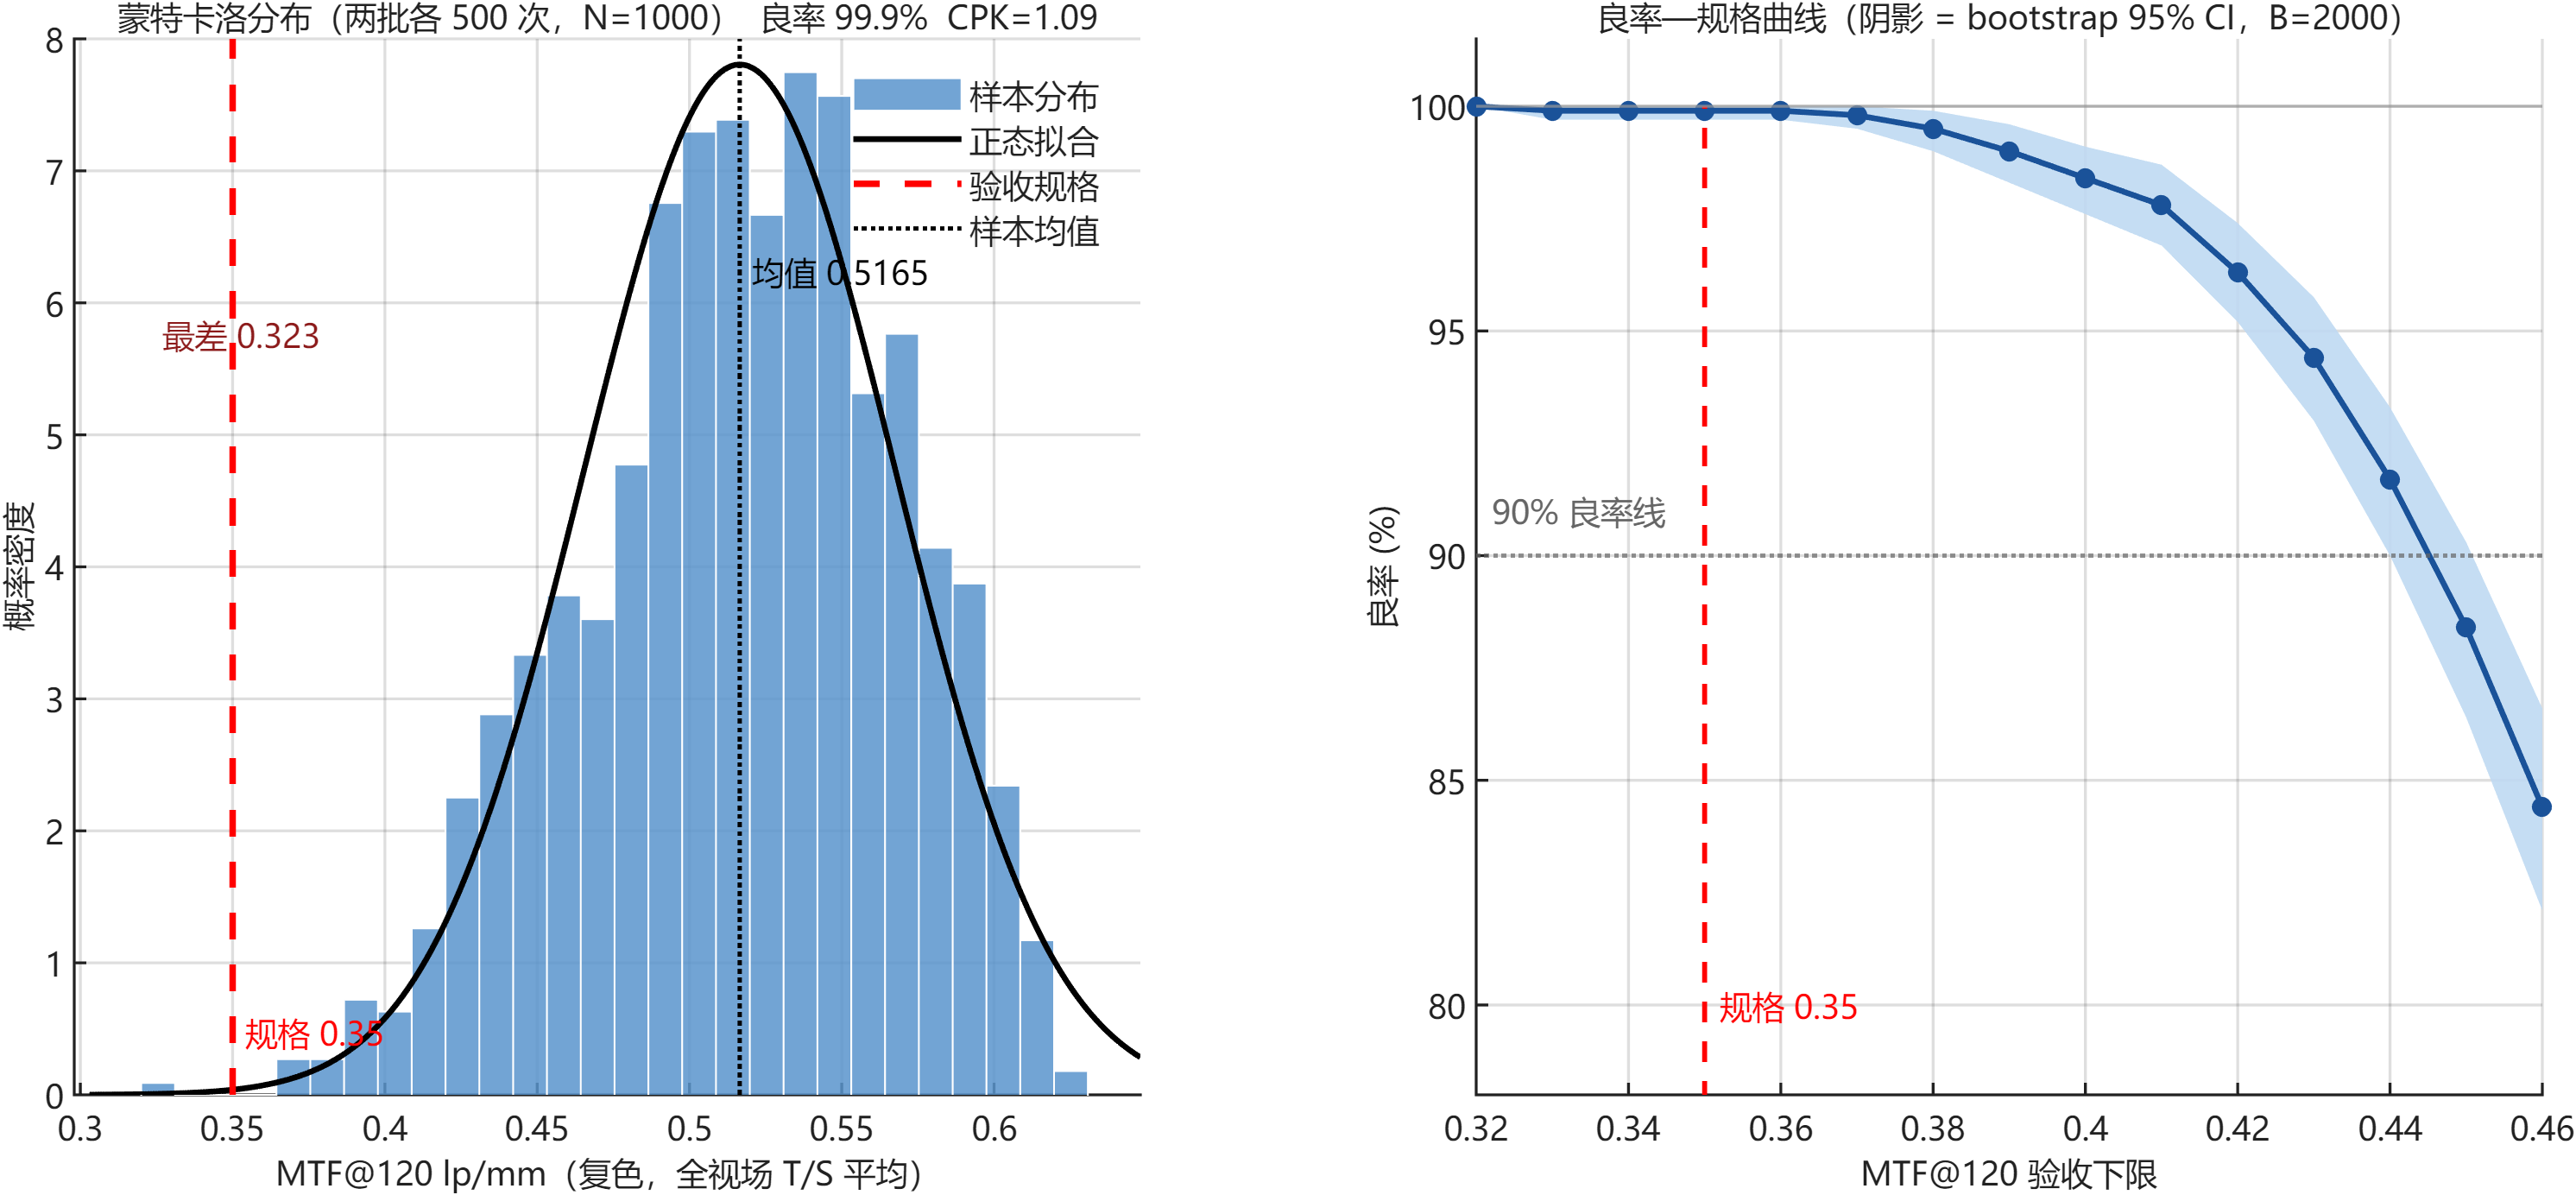 蒙特卡洛分布（两批各 500 次，N=1000） 良率 99.9% CPK=1.09
8
7
6
5
4
3
2
1
0
概率密度
样本分布
正态拟合
验收规格
样本均值
均值 0.5165
最差 0.323
规格 0.35
0.3 0.35 0.4 0.45 0.5 0.55 0.6
MTF@120 lp/mm（复色，全视场 T/S 平均）
良率—规格曲线（阴影 = bootstrap 95% CI，B=2000）
100
95
90
85
80
良率 (%)
90% 良率线
规格 0.35
0.32 0.34 0.36 0.38 0.4 0.42 0.44 0.46
MTF@120 验收下限